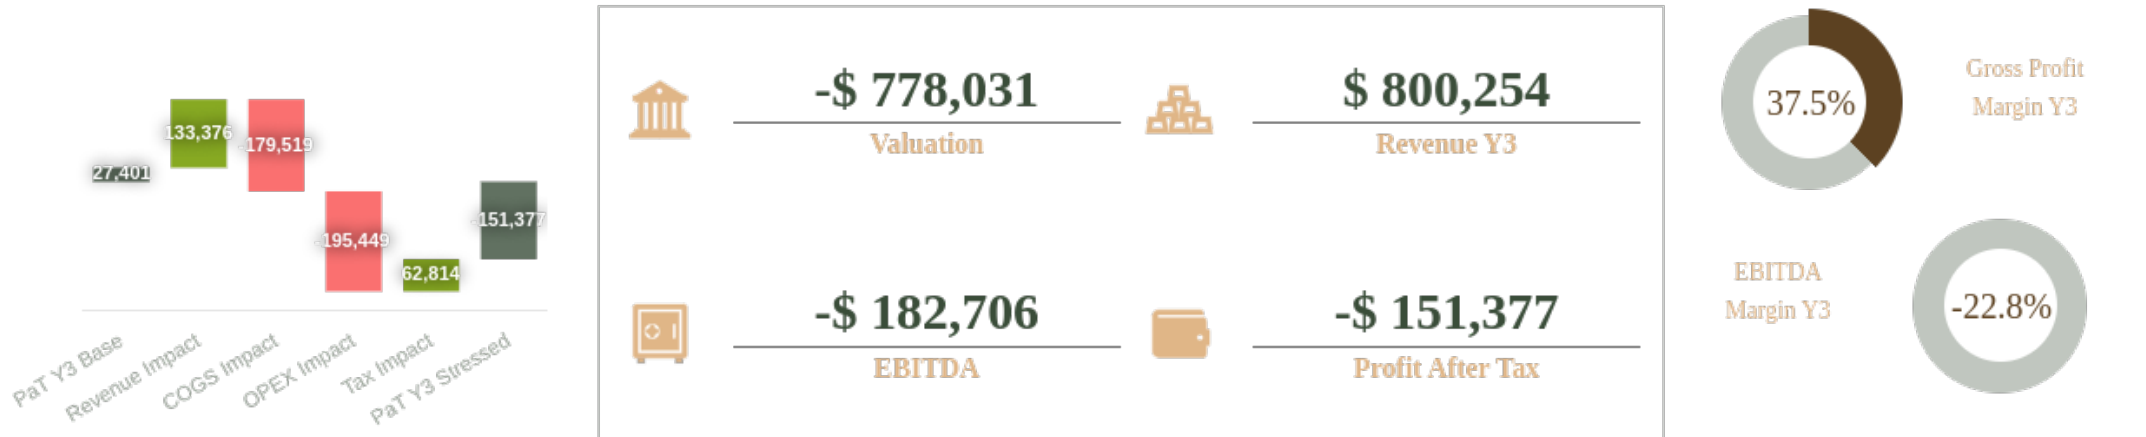 27,401
133,376
-179,519
-195,449
62,814
-151,377
PaT Y3 Base
Revenue Impact
COGS Impact
OPEX Impact
Tax Impact
PaT Y3 Stressed
-$ 778,031
Valuation
$ 800,254
Revenue Y3
-$ 182,706
EBITDA
-$ 151,377
Profit After Tax
37.5%
Gross Profit
Margin Y3
EBITDA
Margin Y3
-22.8%